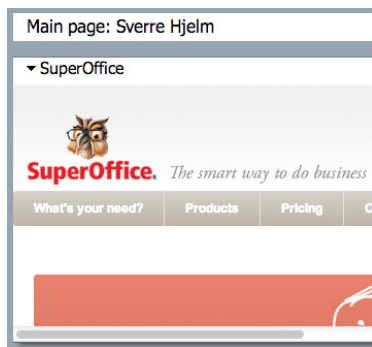 Main page: Sverre Hjelm
SuperOffice
SuperOffice. The smart way to do business
What's your need? Products Pricing